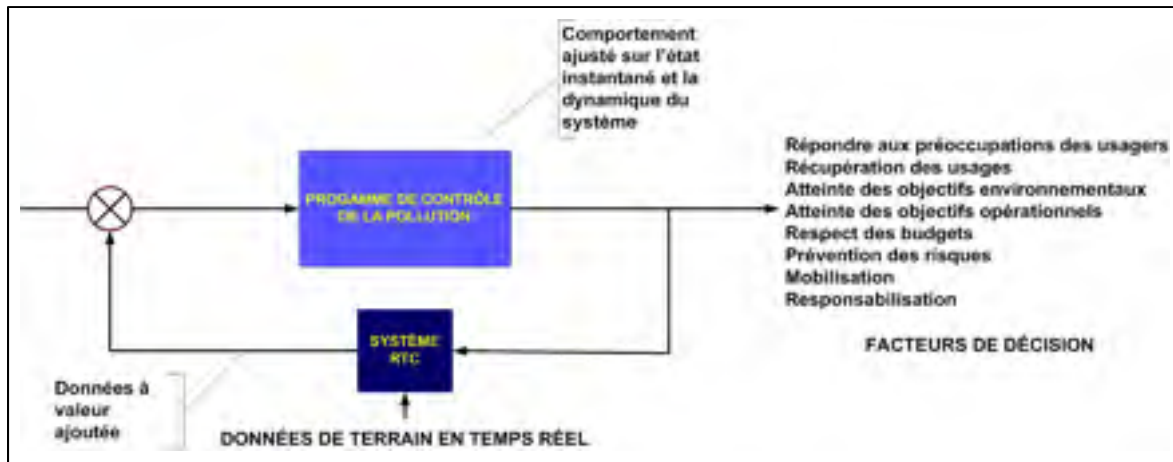 Comportement
ajusté sur l'état
instantané et la
dynamique du
système
PROGAMME DE CONTRÔLE
DE LA POLLUTION
Répondre aux préoccupations des usagers
Récupération des usages
Atteinte des objectifs environnementaux
Atteinte des objectifs opérationnels
Respect des budgets
Prévention des risques
Mobilisation
Responsabilisation
FACTEURS DE DÉCISION
SYSTÈME
RTC
Données à
valeur
ajoutée
DONNÉES DE TERRAIN EN TEMPS RÉEL